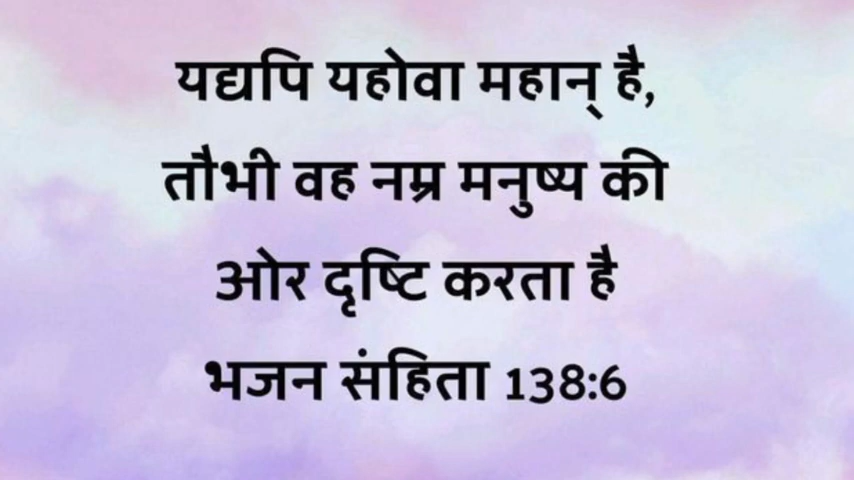 यद्यपि यहोवा महान् है,
तौभी वह नम्र मनुष्य की
ओर दृष्टि करता है
भजन संहिता 138:6